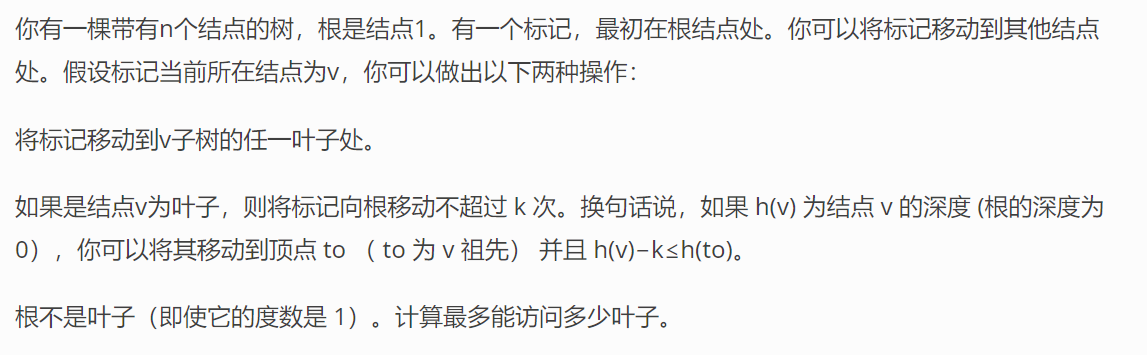 你有一棵带有n个结点的树，根是结点1。有一个标记，最初在根结点处。你可以将标记移动到其他结点
处。假设标记当前所在结点为v，你可以做出以下两种操作：
将标记移动到v子树的任一叶子处。
如果是结点v为叶子，则将标记向根移动不超过 k 次。换句话说，如果 h(v) 为结点 v 的深度 (根的深度为
0），你可以将其移动到顶点 to （ to 为 v 祖先） 并且 h(v)−k≤h(to)。
根不是叶子（即使它的度数是 1）。计算最多能访问多少叶子。